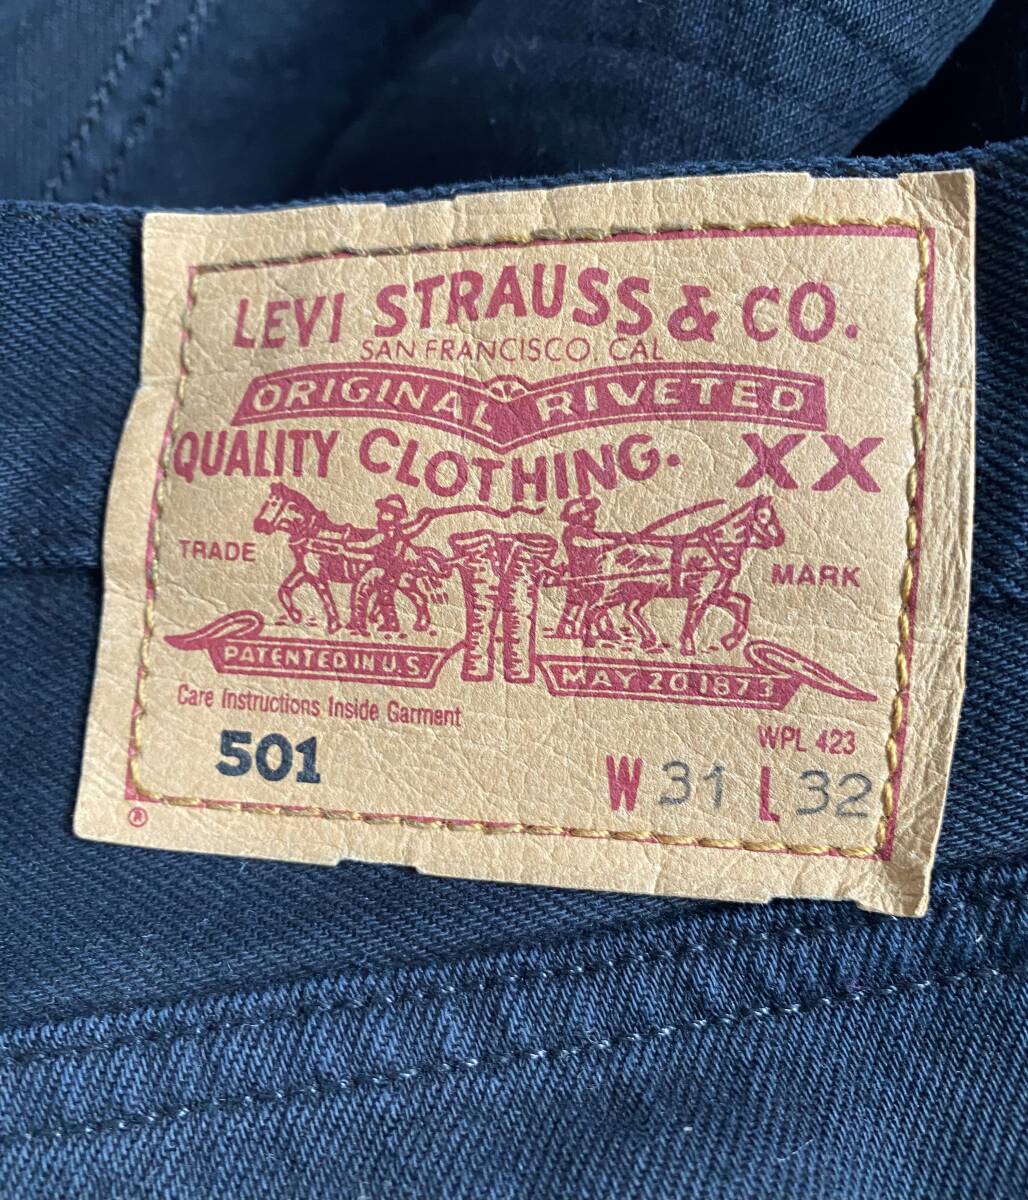 LEVI STRAUSS & CO.
SAN FRANCISCO, CAL
ORIGINAL RIVETED
QUALITY CLOTHING. XX
TRADE MARK
PATENTED IN U.S. MAY 20 1873
Care Instructions Inside Garment
WPL 423
501
W 31 L 32
®